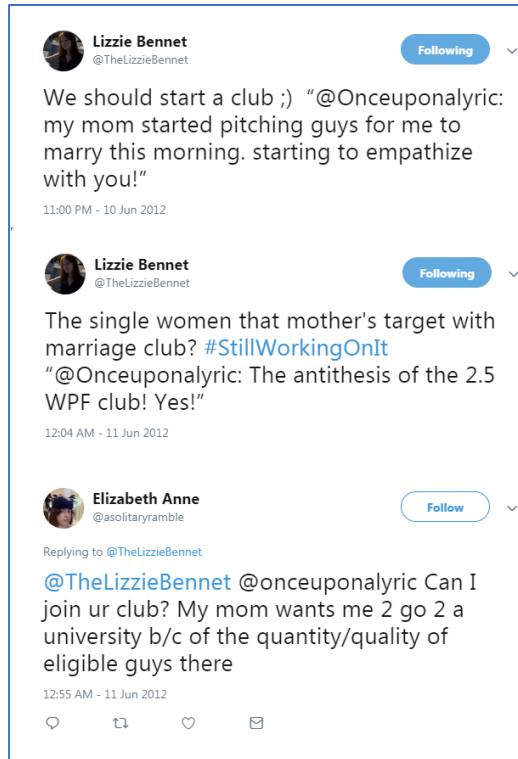 Lizzie Bennet
Following
@TheLizzieBennet
We should start a club ;)  “@Onceuponalyric:
my mom started pitching guys for me to
marry this morning. starting to empathize
with you!”
11:00 PM - 10 Jun 2012
Lizzie Bennet
Following
@TheLizzieBennet
The single women that mother's target with
marriage club? #StillWorkingOnIt
“@Onceuponalyric: The antithesis of the 2.5
WPF club! Yes!”
12:04 AM - 11 Jun 2012
Elizabeth Anne
Follow
@asolitaryramble
Replying to @TheLizzieBennet
@TheLizzieBennet @onceuponalyric Can I
join ur club? My mom wants me 2 go 2 a
university b/c of the quantity/quality of
eligible guys there
12:55 AM - 11 Jun 2012